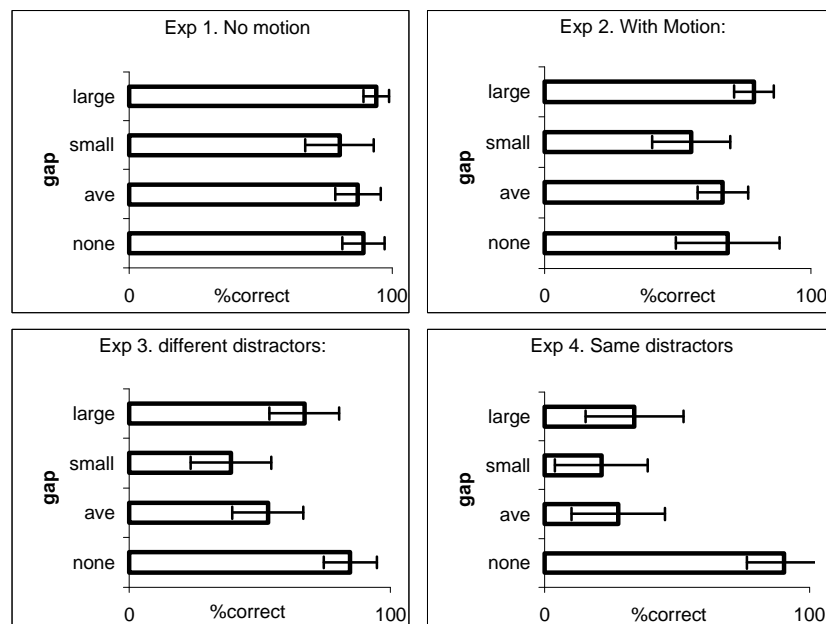 Exp 1. No motion
large
small
ave
none
gap
0
%correct
100
Exp 2. With Motion:
large
small
ave
none
gap
0
%correct
100
Exp 3. different distractors:
large
small
ave
none
gap
0
%correct
100
Exp 4. Same distractors
large
small
ave
none
gap
0
%correct
100